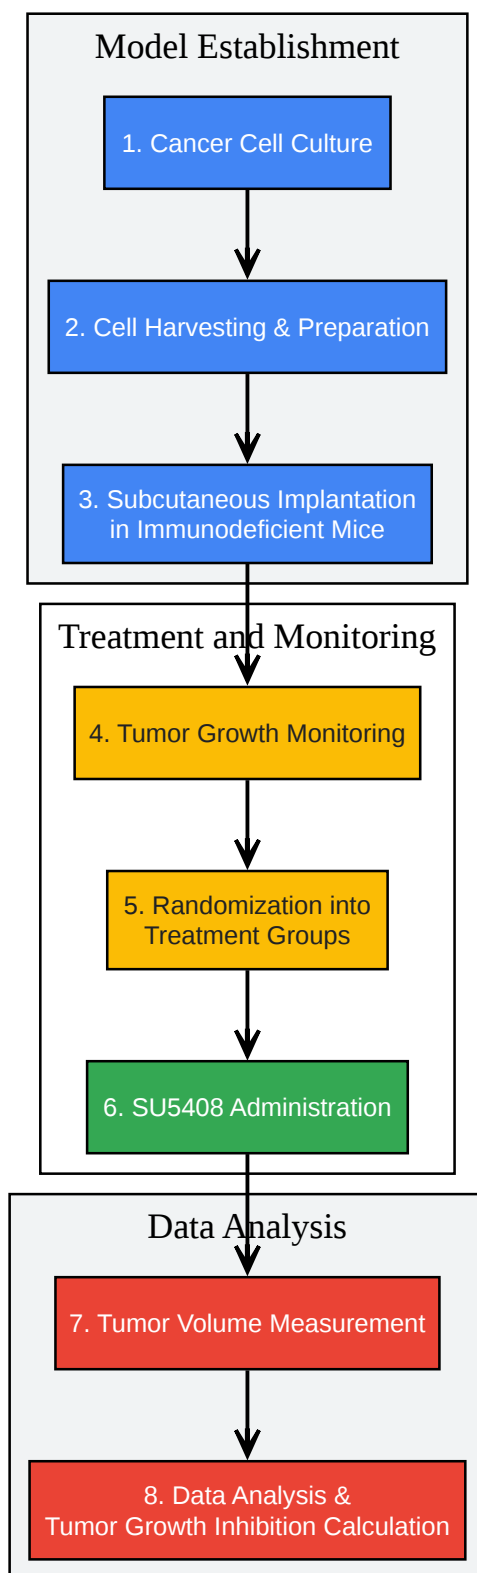 Model Establishment
1. Cancer Cell Culture
2. Cell Harvesting & Preparation
3. Subcutaneous Implantation
in Immunodeficient Mice
Treatment and Monitoring
4. Tumor Growth Monitoring
5. Randomization into
Treatment Groups
6. SU5408 Administration
Data Analysis
7. Tumor Volume Measurement
8. Data Analysis &
Tumor Growth Inhibition Calculation